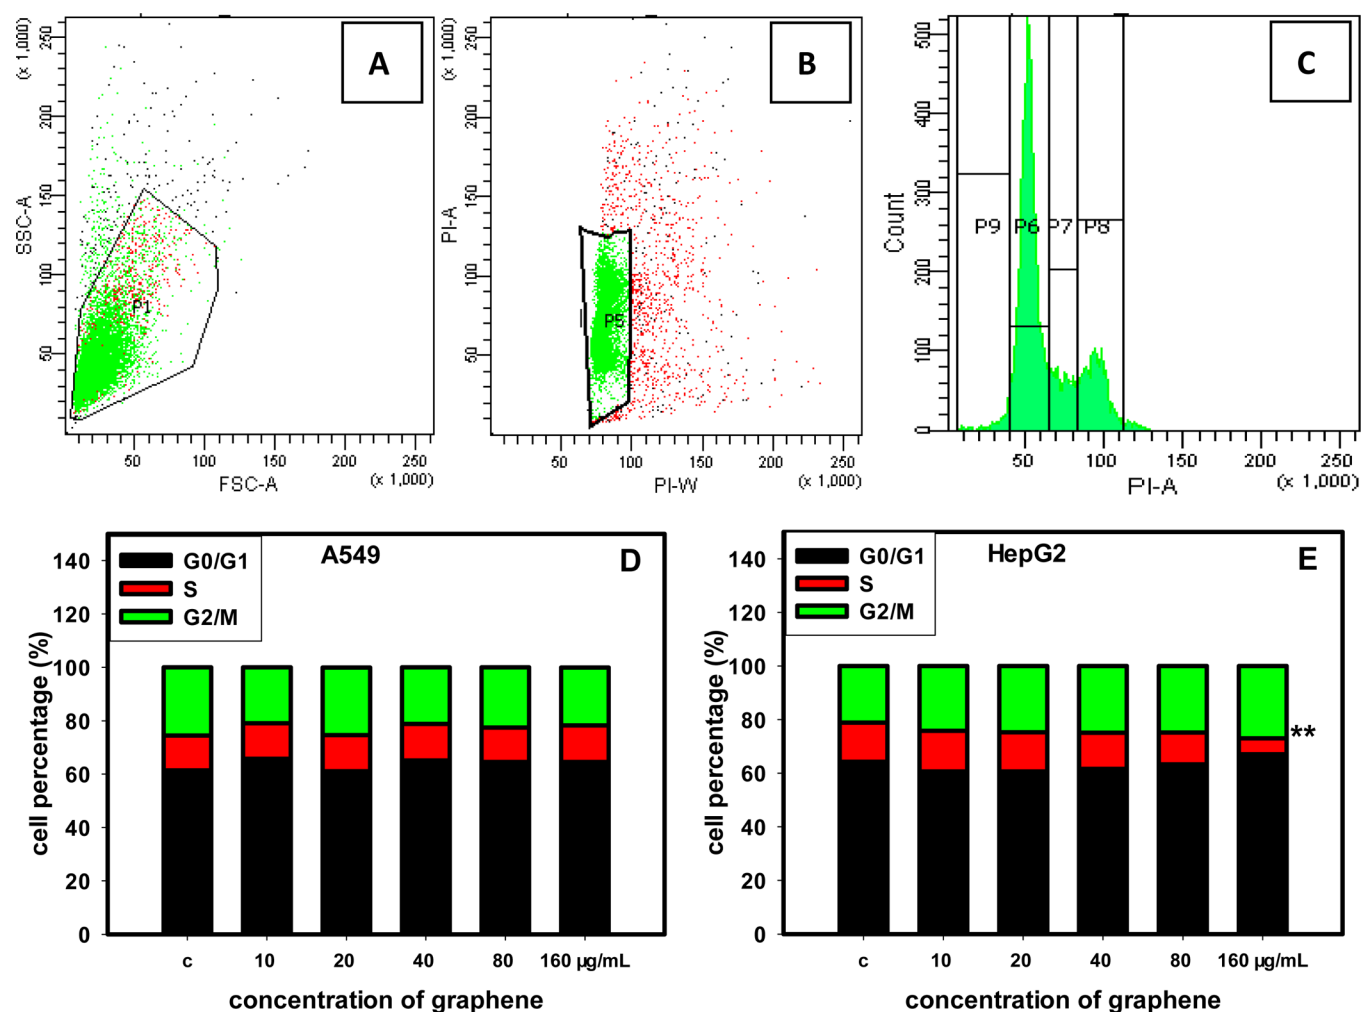 A
(x 1,000)
SSC-A
250
200
150
100
50
P1
50 100 150 200 250
FSC-A (x 1,000)
B
(x 1,000)
PI-A
250
200
150
100
50
P5
50 100 150 200 250
PI-W (x 1,000)
C
Count
500
400
300
200
100
0
P9 P6 P7 P8
50 100 150 200 250
PI-A (x 1,000)
A549 D
G0/G1
S
G2/M
cell percentage (%)
140
120
100
80
60
40
20
0
c 10 20 40 80 160 µg/mL
concentration of graphene
HepG2 E
G0/G1
S
G2/M
cell percentage (%)
140
120
100
80
60
40
20
0
**
c 10 20 40 80 160 µg/mL
concentration of graphene